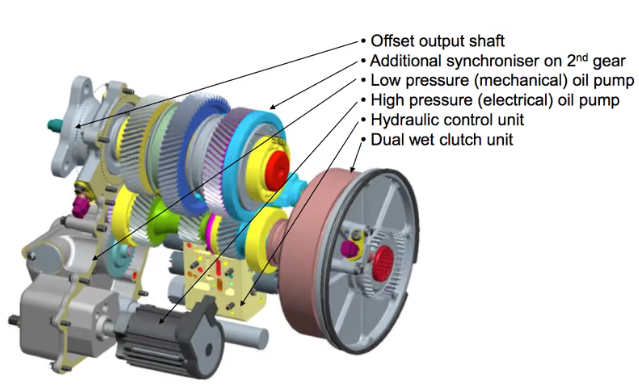 • Offset output shaft
• Additional synchroniser on 2nd gear
• Low pressure (mechanical) oil pump
• High pressure (electrical) oil pump
• Hydraulic control unit
• Dual wet clutch unit